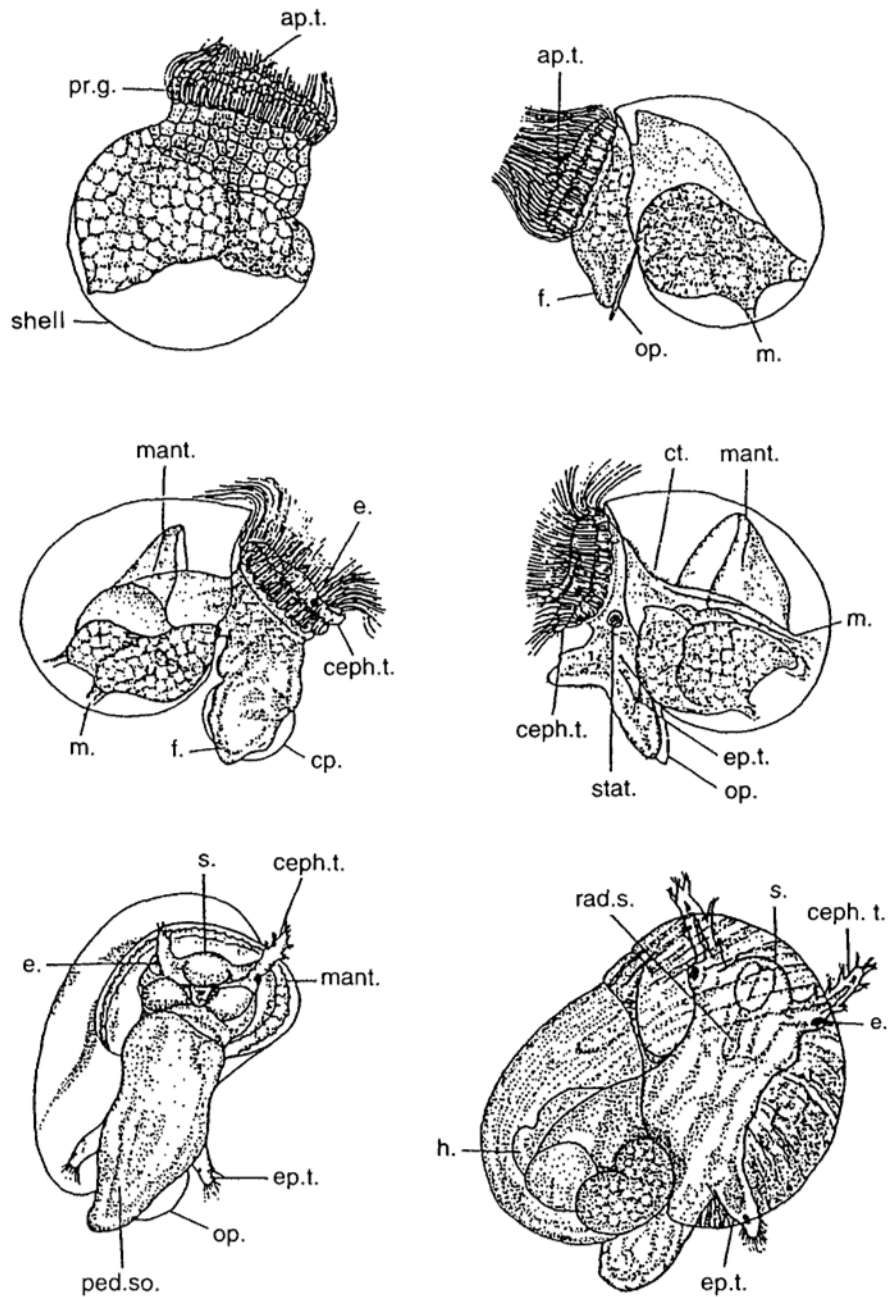 ap.t.
pr.g.
shell
ap.t.
f.
op.
m.
mant.
e.
ceph.t.
m.
f.
cp.
ct.
mant.
m.
ceph.t.
stat.
ep.t.
op.
s.
ceph.t.
e.
mant.
ep.t.
op.
ped.so.
rad.s.
s.
ceph. t.
e.
h.
ep.t.